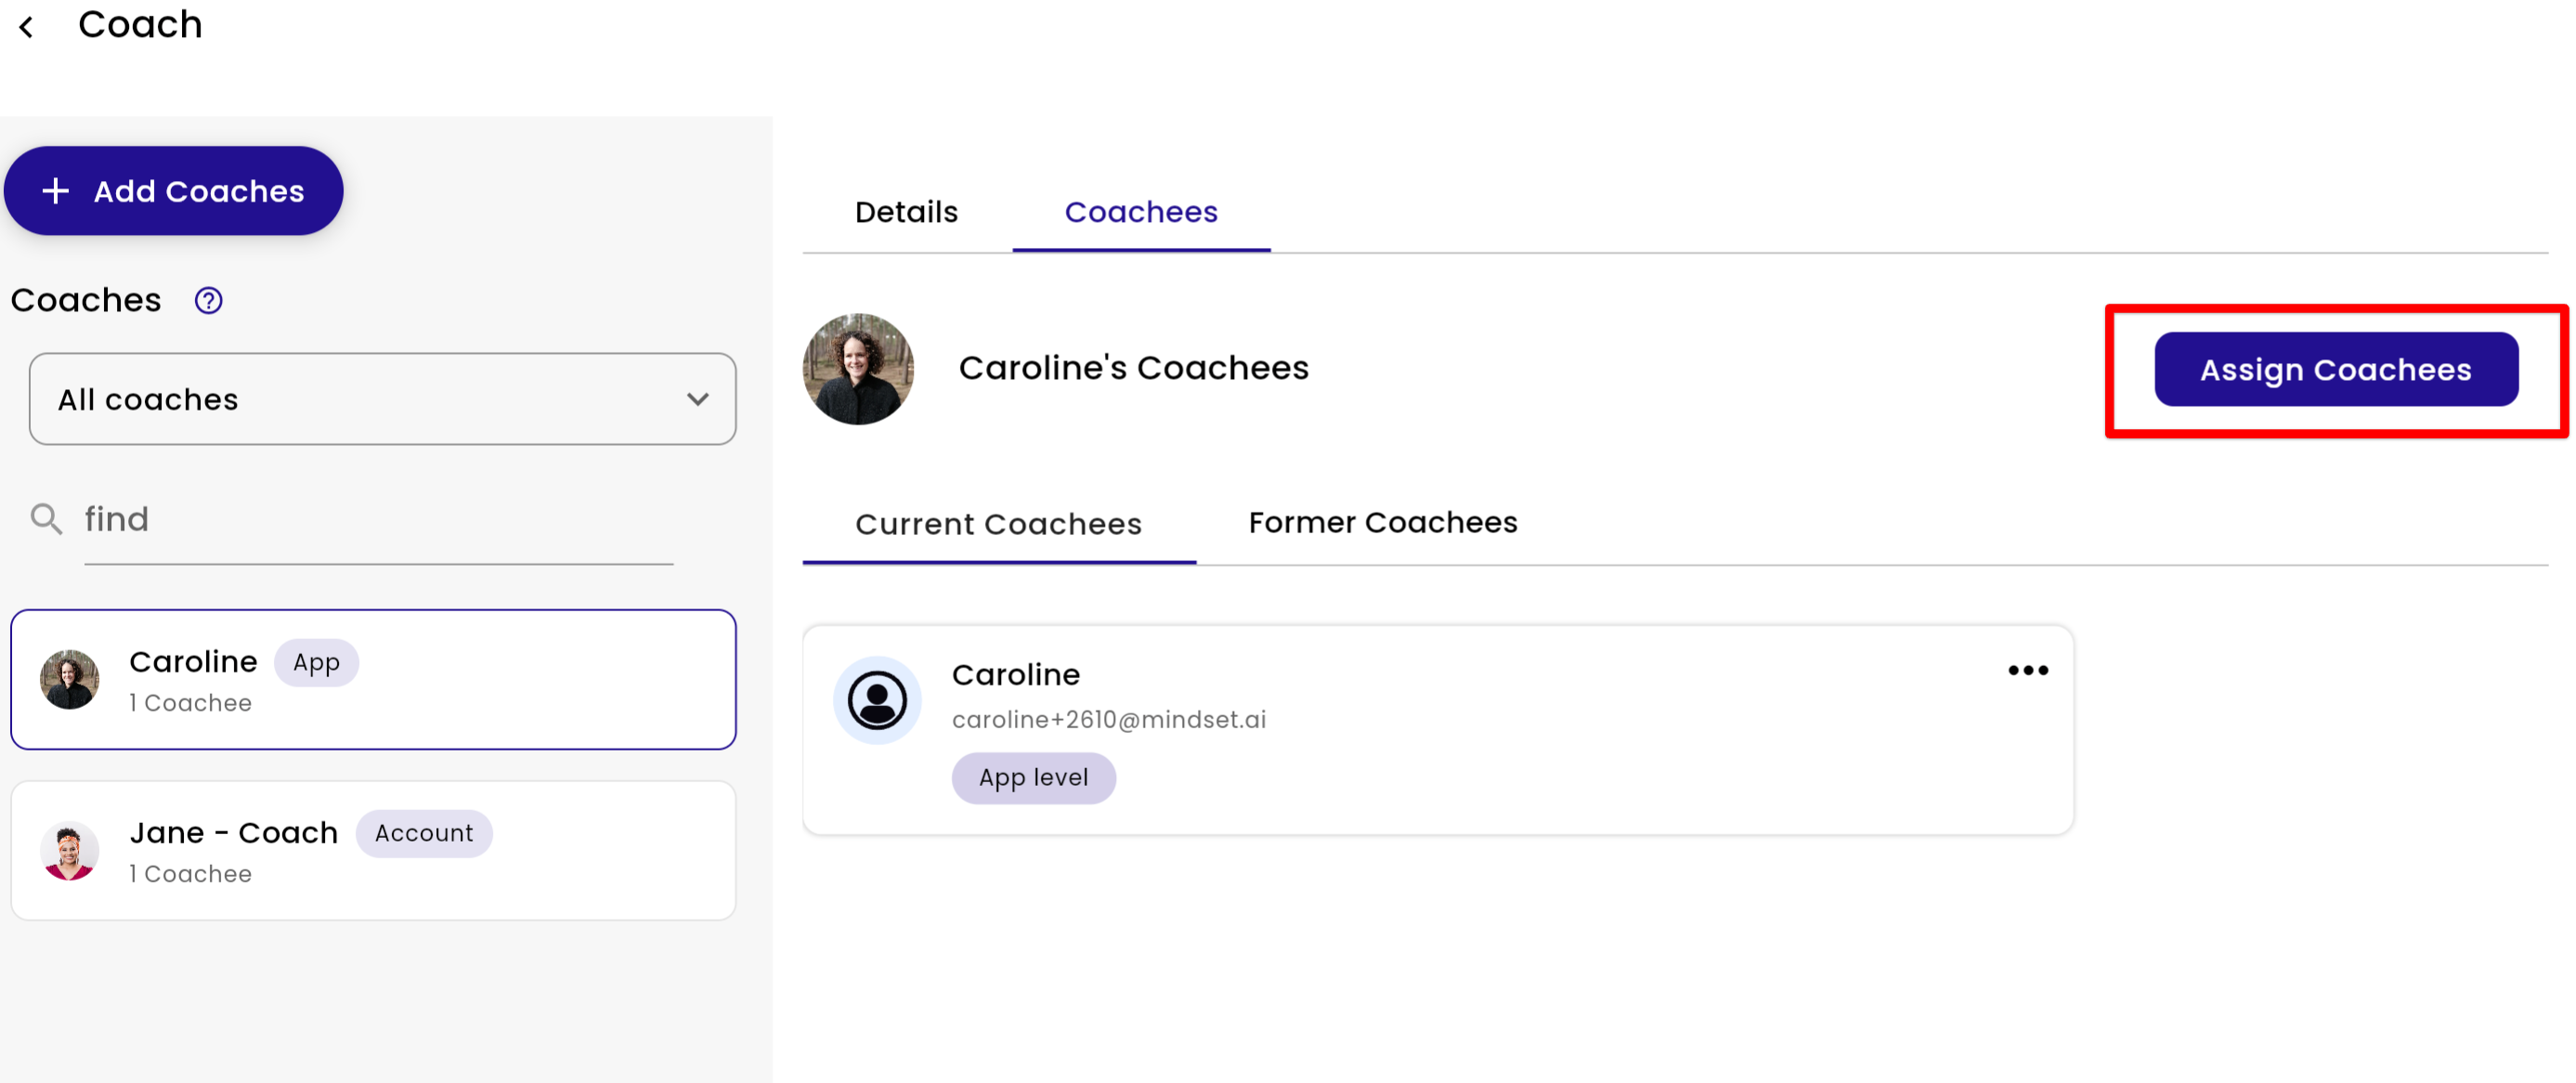 Coach
Add Coaches
Coaches
All coaches
find
Caroline App
1 Coachee
Jane - Coach Account
1 Coachee
Details Coachees
Caroline's Coachees
Assign Coachees
Current Coachees Former Coachees
Caroline
caroline+2610@mindset.ai
App level